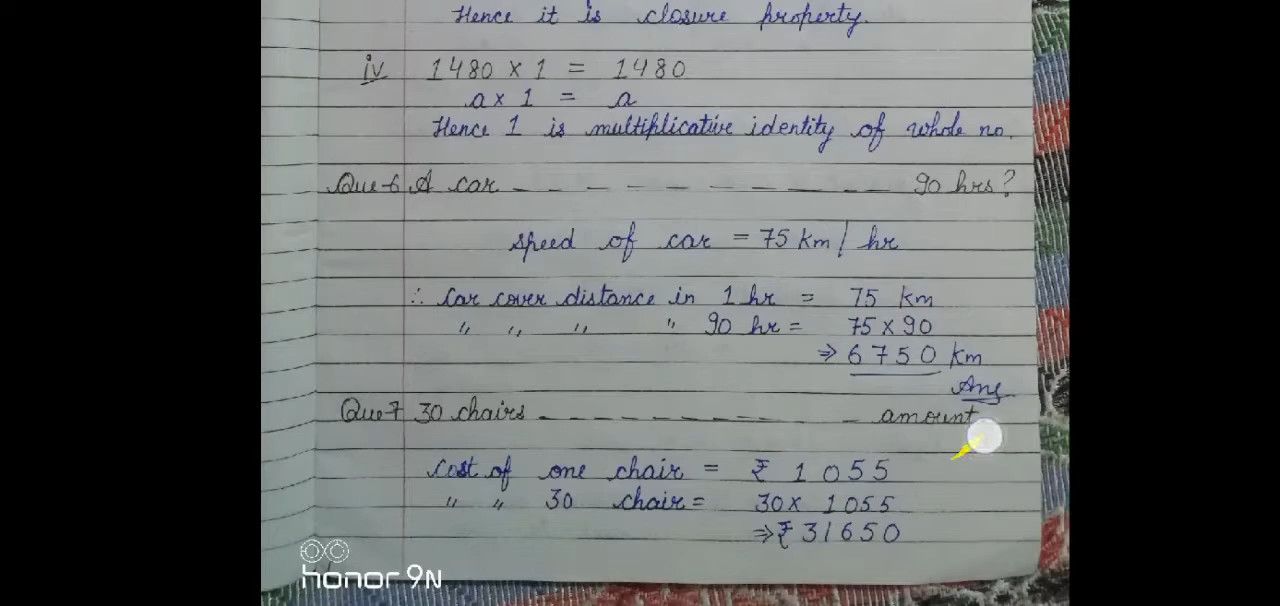 Hence it is closure property.
iv 1480 × 1 = 1480
a × 1 = a
Hence 1 is multiplicative identity of whole no.
Que-6 A car — — — — — — — — — 90 hrs?
speed of car = 75 km/hr
∴ Car cover distance in 1 hr = 75 km
" " " " 90 hr = 75 × 90
⇒ 6750 km
Ans
Que 7 30 chairs — — — — — — — — amount
Cost of one chair = ₹ 1055
" " 30 chair = 30 × 1055
⇒ ₹ 31650
honor 9N